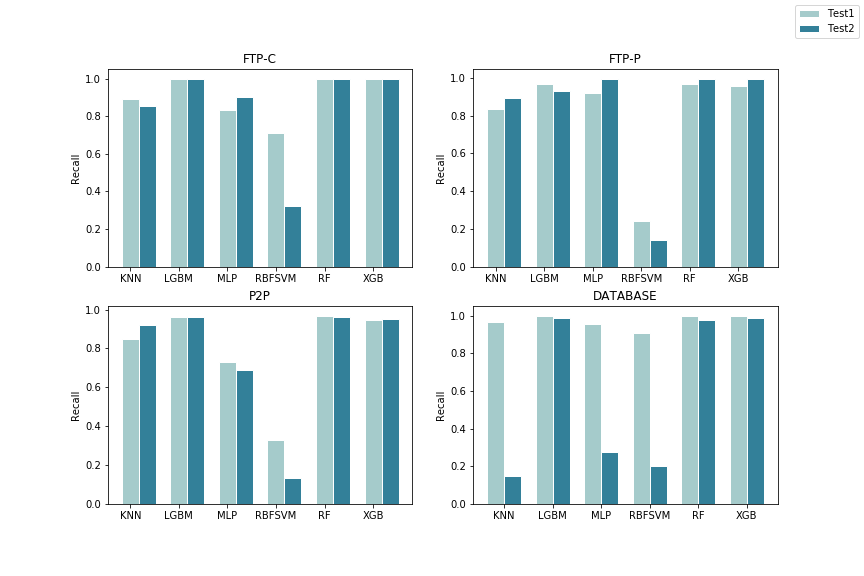 Test1
Test2
FTP-C
1.0
0.8
0.6
0.4
0.2
0.0
Recall
KNN LGBM MLP RBFSVM RF XGB
FTP-P
1.0
0.8
0.6
0.4
0.2
0.0
Recall
KNN LGBM MLP RBFSVM RF XGB
P2P
1.0
0.8
0.6
0.4
0.2
0.0
Recall
KNN LGBM MLP RBFSVM RF XGB
DATABASE
1.0
0.8
0.6
0.4
0.2
0.0
Recall
KNN LGBM MLP RBFSVM RF XGB